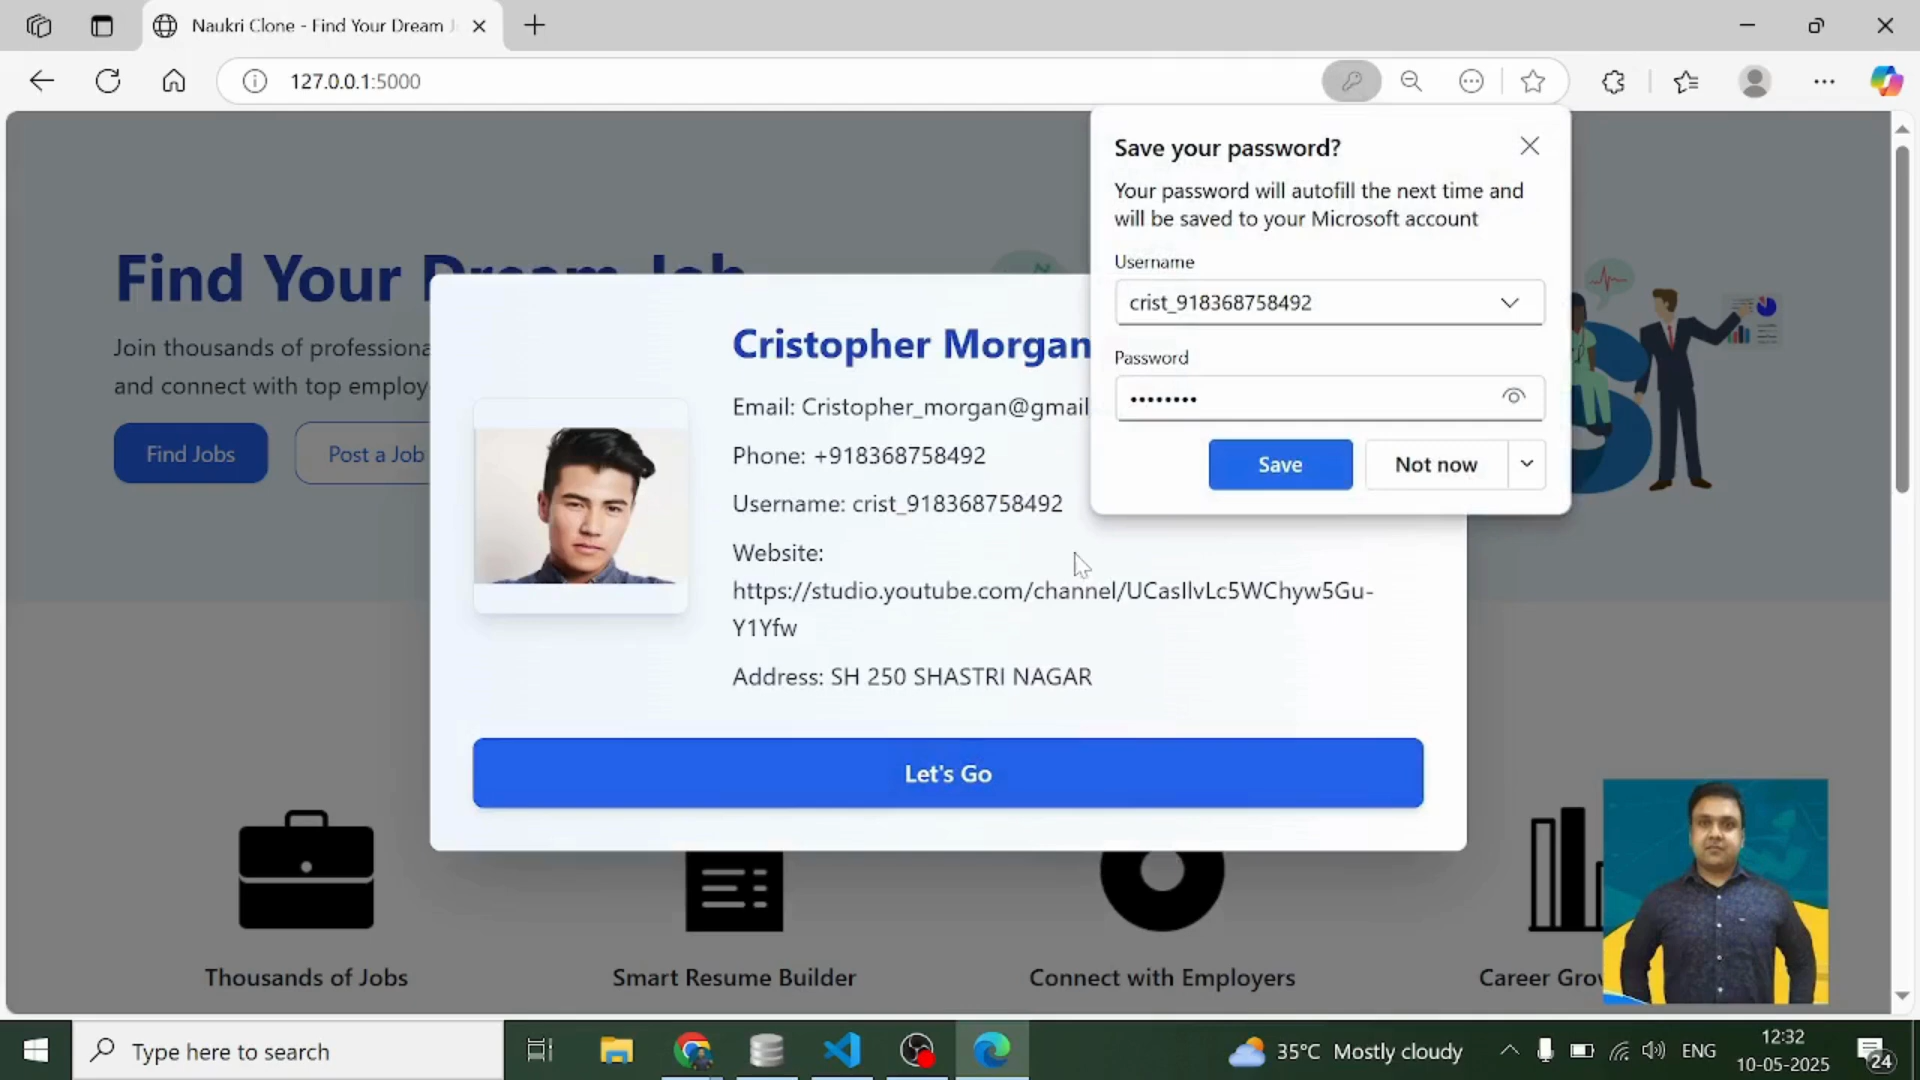 Naukri Clone - Find Your Dream J
127.0.0.1:5000
Save your password?
Your password will autofill the next time and
will be saved to your Microsoft account
Username
crist_918368758492
Password
••••••••
Save
Not now
Find Your Dream Job
Join thousands of professiona
and connect with top employ
Find Jobs
Post a Job
Cristopher Morgan
Email: Cristopher_morgan@gmail
Phone: +918368758492
Username: crist_918368758492
Website:
https://studio.youtube.com/channel/UCasIlvLc5WChyw5Gu-
Y1Yfw
Address: SH 250 SHASTRI NAGAR
Let's Go
Thousands of Jobs
Smart Resume Builder
Connect with Employers
Career Grow
Type here to search
35°C Mostly cloudy
ENG
12:32
10-05-2025
24